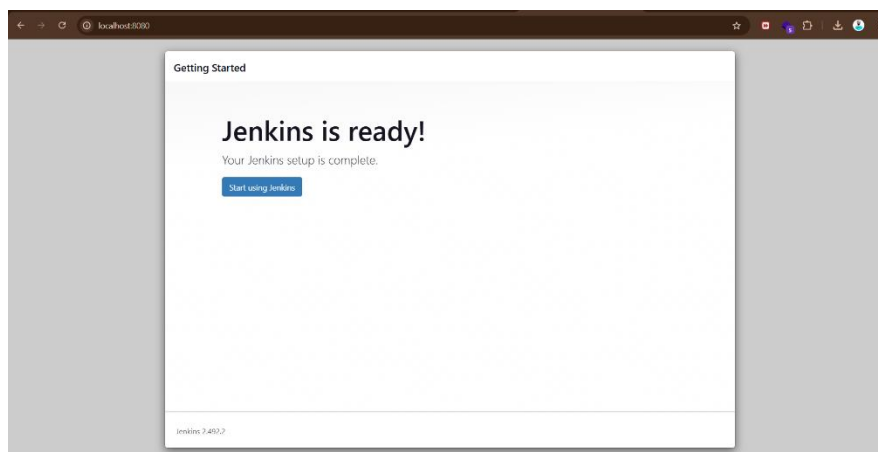 localhost:8080
Getting Started
Jenkins is ready!
Your Jenkins setup is complete.
Start using Jenkins
Jenkins 2.492.2